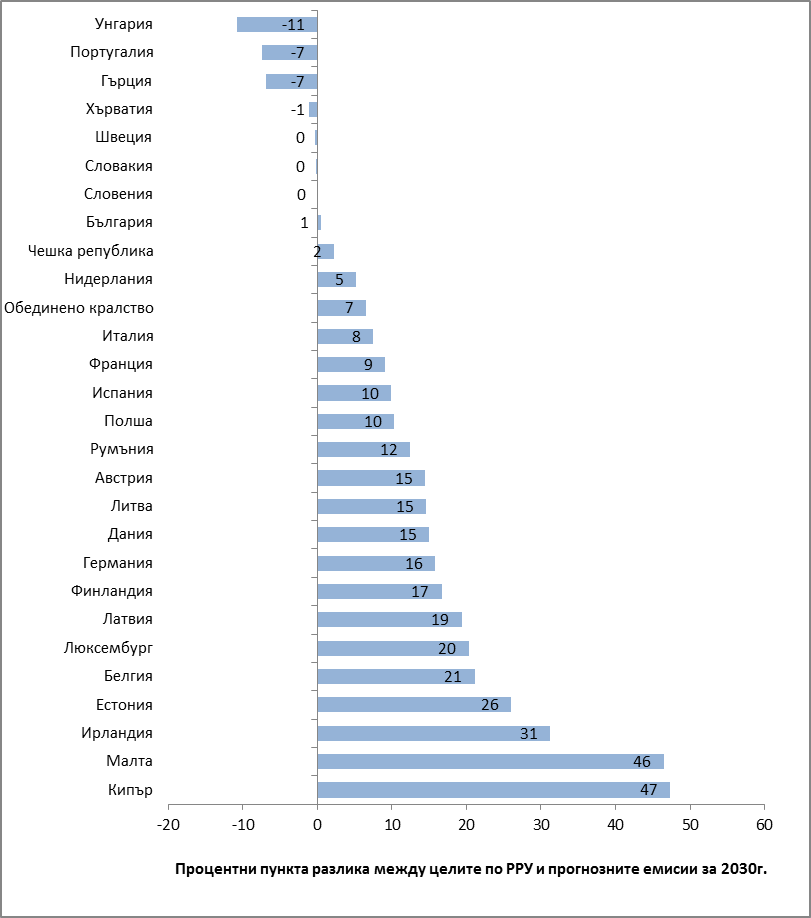 Унгария -11
Португалия -7
Гърция -7
Хърватия -1
Швеция 0
Словакия 0
Словения 0
България 1
Чешка република 2
Нидерлания 5
Обединено кралство 7
Италия 8
Франция 9
Испания 10
Полша 10
Румъния 12
Австрия 15
Литва 15
Дания 15
Германия 16
Финландия 17
Латвия 19
Люксембург 20
Белгия 21
Естония 26
Ирландия 31
Малта 46
Кипър 47
-20 -10 0 10 20 30 40 50 60
Процентни пункта разлика между целите по РРУ и прогнозните емисии за 2030г.